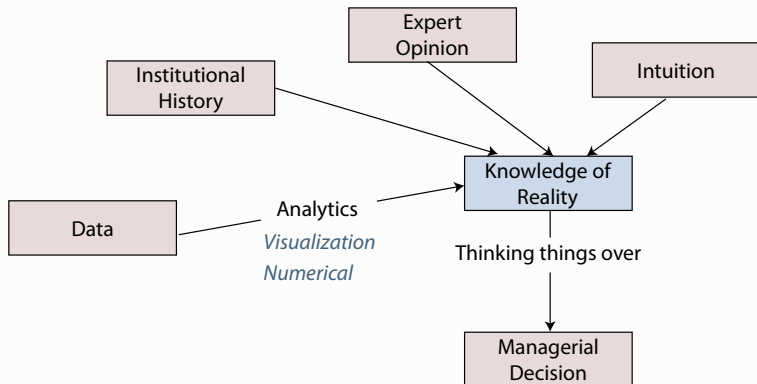 Expert
Opinion
Institutional
History
Intuition
Knowledge of
Reality
Analytics
Data
Visualization
Numerical
Thinking things over
Managerial
Decision